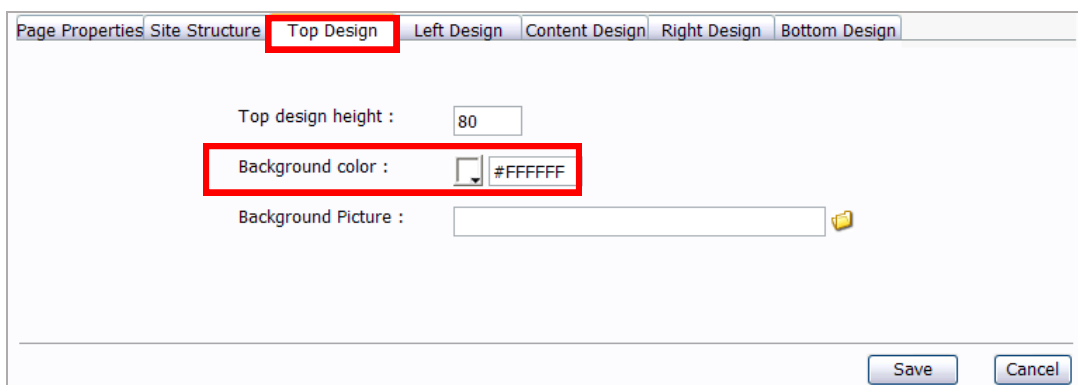 Page Properties Site Structure Top Design Left Design Content Design Right Design Bottom Design
Top design height : 80
Background color : #FFFFFF
Background Picture :
Save Cancel